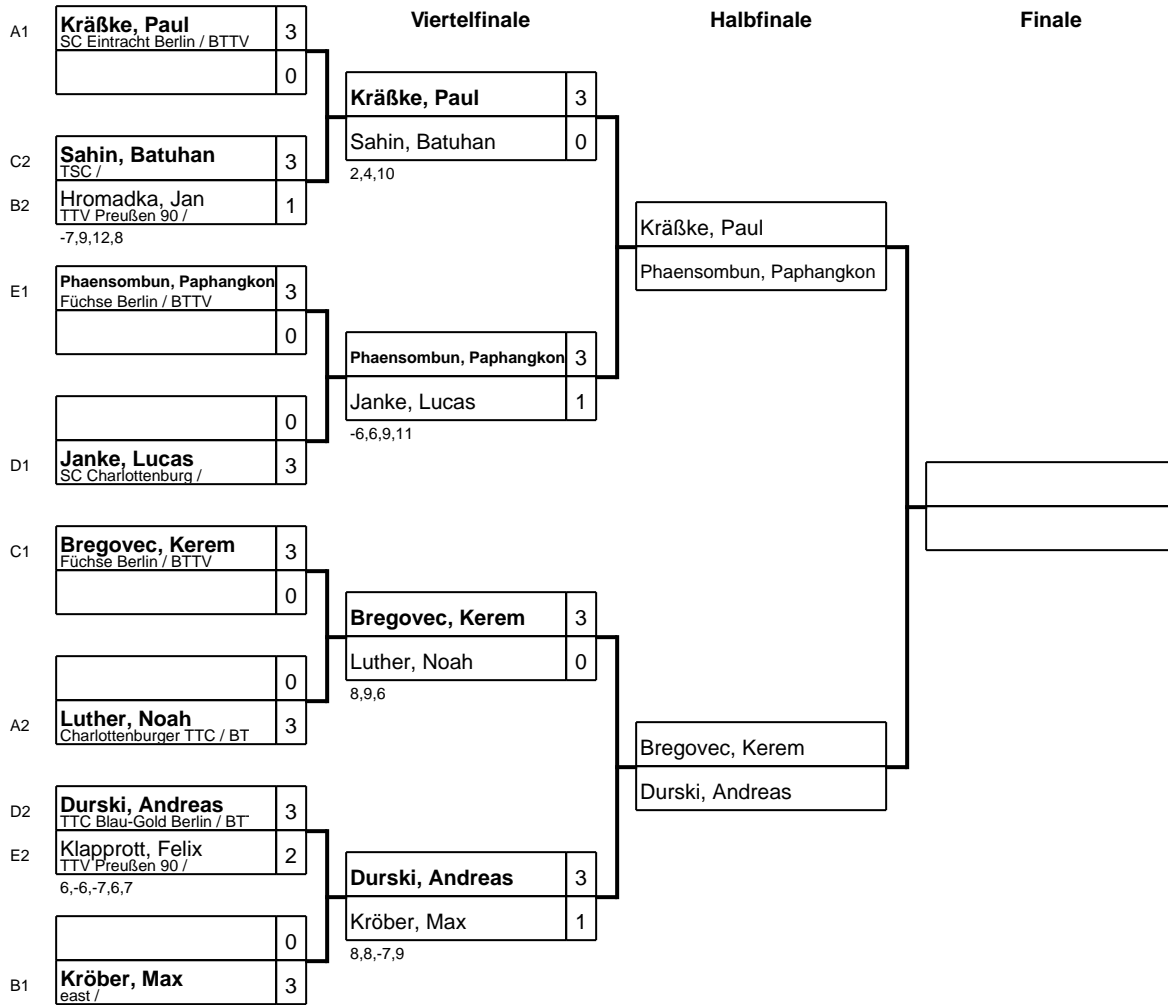 Viertelfinale
Halbfinale
Finale
A1
Kräßke, Paul 3
SC Eintracht Berlin / BTTV
0
C2
Sahin, Batuhan 3
TSC /
B2
Hromadka, Jan 1
TTV Preußen 90 /
-7,9,12,8
E1
Phaensombun, Paphangkon 3
Füchse Berlin / BTTV
0
0
D1
Janke, Lucas 3
SC Charlottenburg /
C1
Bregovec, Kerem 3
Füchse Berlin / BTTV
0
0
A2
Luther, Noah 3
Charlottenburger TTC / BT
D2
Durski, Andreas 3
TTC Blau-Gold Berlin / BT
E2
Klapprott, Felix 2
TTV Preußen 90 /
6,-6,-7,6,7
0
B1
Kröber, Max 3
east /
Kräßke, Paul 3
Sahin, Batuhan 0
2,4,10
Phaensombun, Paphangkon 3
Janke, Lucas 1
-6,6,9,11
Bregovec, Kerem 3
Luther, Noah 0
8,9,6
Durski, Andreas 3
Kröber, Max 1
8,8,-7,9
Kräßke, Paul
Phaensombun, Paphangkon
Bregovec, Kerem
Durski, Andreas